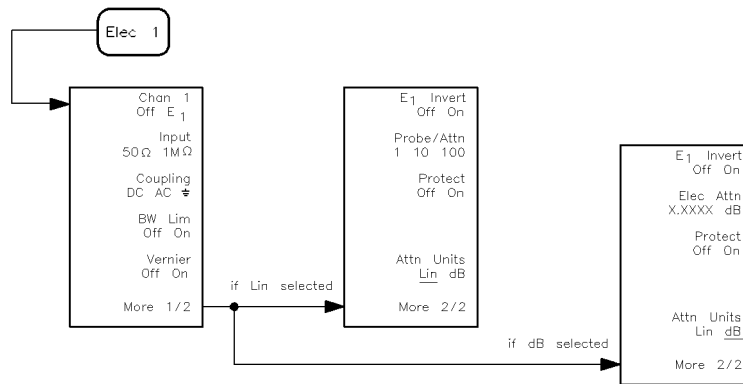 Elec 1
Chan 1
Off E1
Input
50Ω 1MΩ
Coupling
DC AC ⏚
BW Lim
Off On
Vernier
Off On
More 1/2
if Lin selected
E1 Invert
Off On
Probe/Attn
1 10 100
Protect
Off On
Attn Units
Lin dB
More 2/2
if dB selected
E1 Invert
Off On
Elec Attn
X.XXXX dB
Protect
Off On
Attn Units
Lin dB
More 2/2